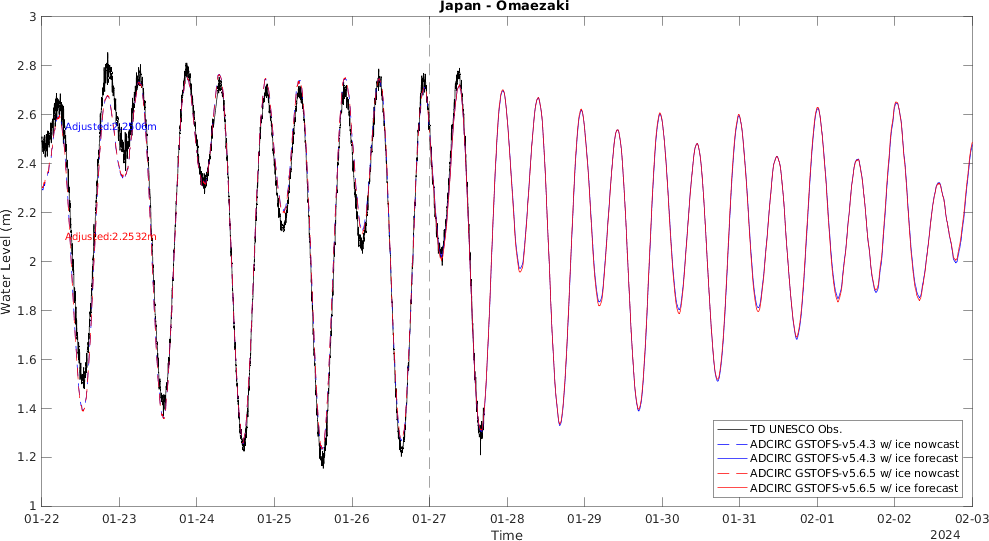 Japan - Omaezaki
3
2.8
2.6
2.4
2.2
2
1.8
1.6
1.4
1.2
1
Water Level (m)
Adjusted:2.2506m
Adjusted:2.2532m
TD UNESCO Obs.
ADCIRC GSTOFS-v5.4.3 w/ ice nowcast
ADCIRC GSTOFS-v5.4.3 w/ ice forecast
ADCIRC GSTOFS-v5.6.5 w/ ice nowcast
ADCIRC GSTOFS-v5.6.5 w/ ice forecast
01-22 01-23 01-24 01-25 01-26 01-27 01-28 01-29 01-30 01-31 02-01 02-02 02-03
Time
2024